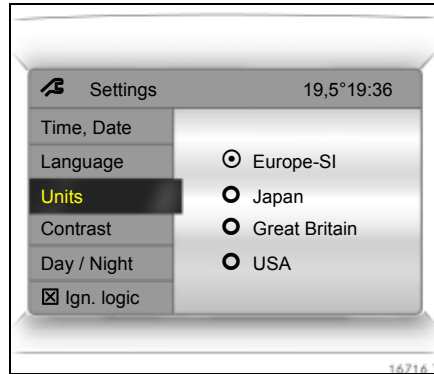 Settings 19,5°19:36
Time, Date
Language
Units
Contrast
Day / Night
Ign. logic
Europe-SI
Japan
Great Britain
USA
16716